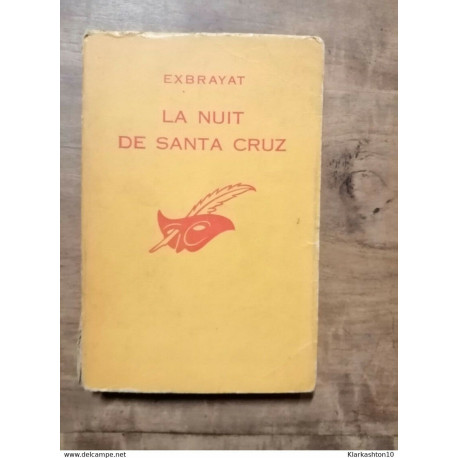 EXBRAYAT
LA NUIT
DE SANTA CRUZ
www.delcampe.net
Klarkashton10